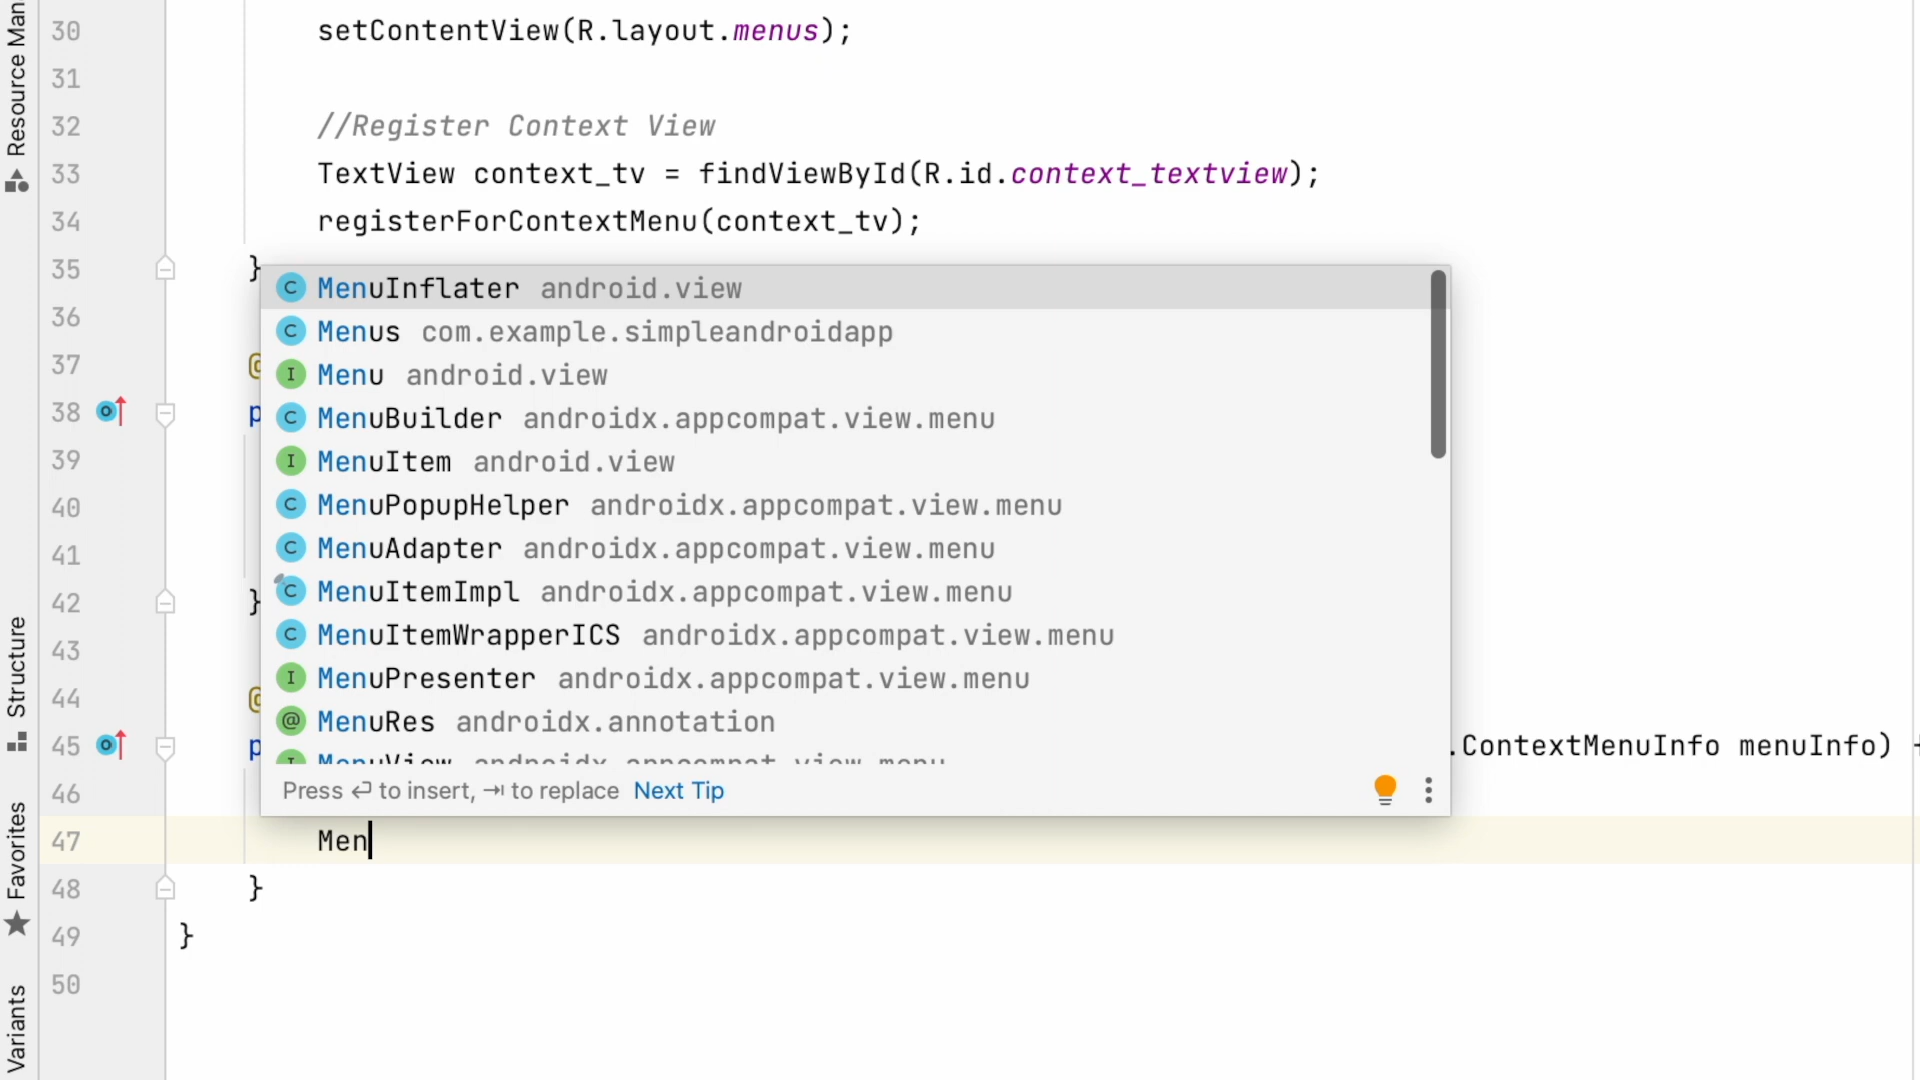 Resource Man
Structure
Favorites
Variants
30 setContentView(R.layout.menus);
31
32 //Register Context View
33 TextView context_tv = findViewById(R.id.context_textview);
34 registerForContextMenu(context_tv);
35 }
36
37 @
38 p
39
40
41
42 }
43
44 @
45 p .ContextMenuInfo menuInfo) {
46
47 Men
48 }
49 }
50
MenuInflater android.view
Menus com.example.simpleandroidapp
Menu android.view
MenuBuilder androidx.appcompat.view.menu
MenuItem android.view
MenuPopupHelper androidx.appcompat.view.menu
MenuAdapter androidx.appcompat.view.menu
MenuItemImpl androidx.appcompat.view.menu
MenuItemWrapperICS androidx.appcompat.view.menu
MenuPresenter androidx.appcompat.view.menu
MenuRes androidx.annotation
MenuView androidx.appcompat.view.menu
Press ⏎ to insert, ⇥ to replace Next Tip